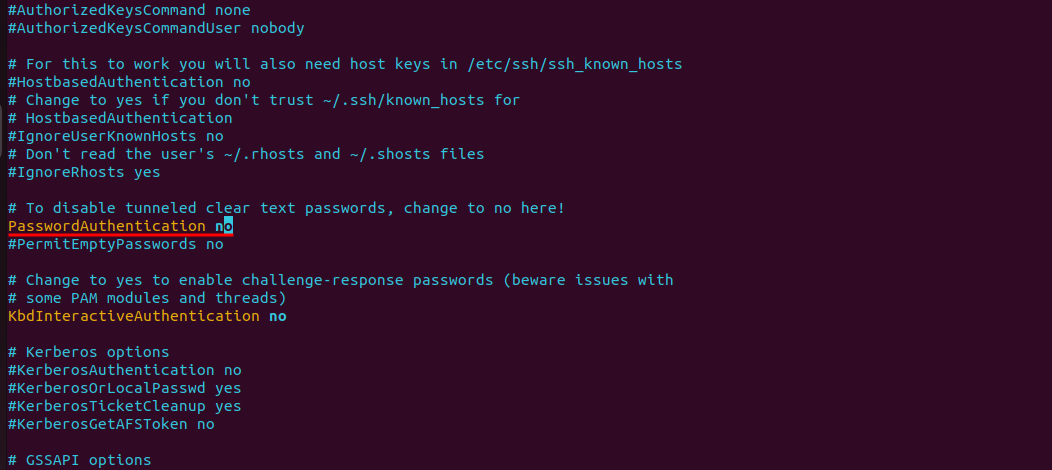 #AuthorizedKeysCommand none
#AuthorizedKeysCommandUser nobody
# For this to work you will also need host keys in /etc/ssh/ssh_known_hosts
#HostbasedAuthentication no
# Change to yes if you don't trust ~/.ssh/known_hosts for
# HostbasedAuthentication
#IgnoreUserKnownHosts no
# Don't read the user's ~/.rhosts and ~/.shosts files
#IgnoreRhosts yes
# To disable tunneled clear text passwords, change to no here!
PasswordAuthentication no
#PermitEmptyPasswords no
# Change to yes to enable challenge-response passwords (beware issues with
# some PAM modules and threads)
KbdInteractiveAuthentication no
# Kerberos options
#KerberosAuthentication no
#KerberosOrLocalPasswd yes
#KerberosTicketCleanup yes
#KerberosGetAFSToken no
# GSSAPI options